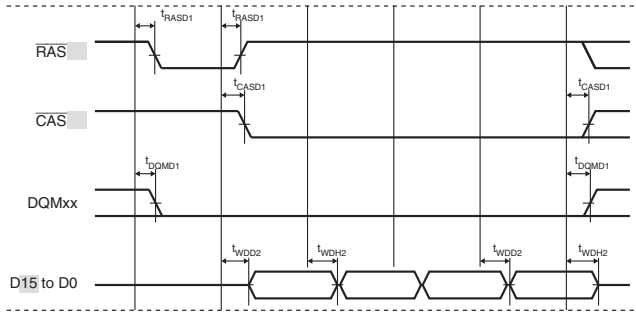 tRASD1 tRASD1
RAS
tCASD1 tCASD1
CAS
tDQMD1 tDQMD1
DQMxx
tWDD2 tWDH2 tWDD2 tWDH2
D15 to D0